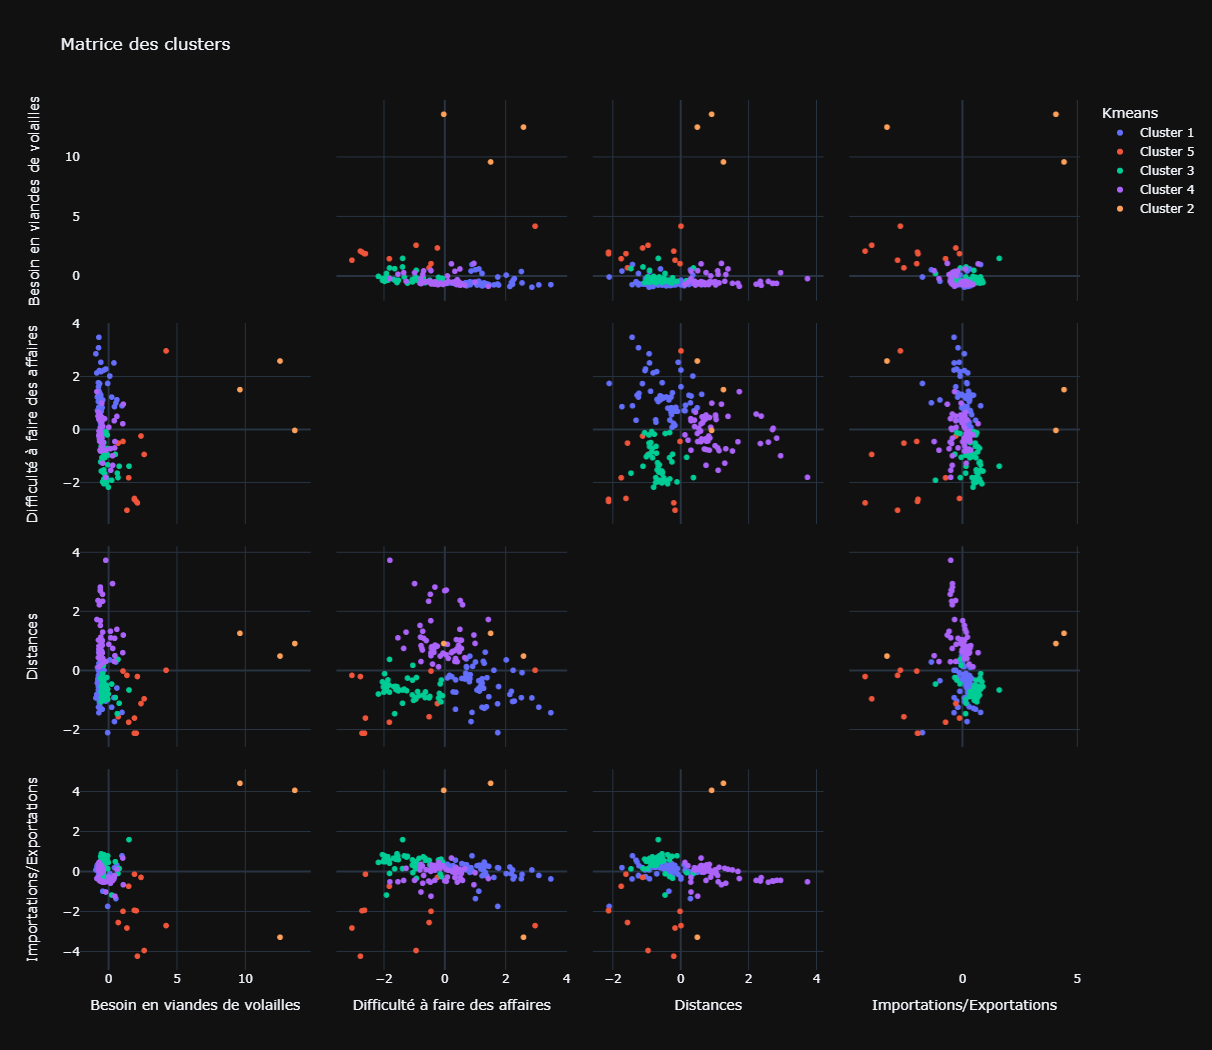 Matrice des clusters
Kmeans
Cluster 1
Cluster 5
Cluster 3
Cluster 4
Cluster 2
Besoin en viandes de volailles
10
5
0
Difficulté à faire des affaires
4
2
0
−2
Distances
4
2
0
−2
Importations/Exportations
4
2
0
−2
−4
0 5 10
−2 0 2 4
−2 0 2 4
0 5
Besoin en viandes de volailles
Difficulté à faire des affaires
Distances
Importations/Exportations